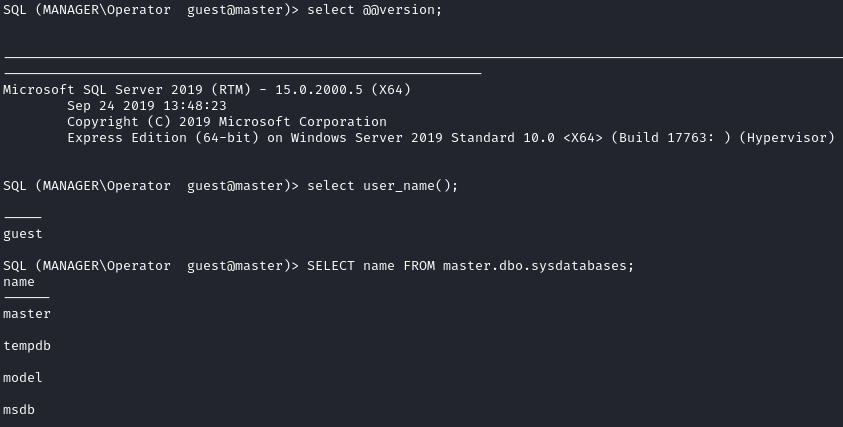 SQL (MANAGER\Operator  guest@master)> select @@version;
Microsoft SQL Server 2019 (RTM) - 15.0.2000.5 (X64)
        Sep 24 2019 13:48:23
        Copyright (C) 2019 Microsoft Corporation
        Express Edition (64-bit) on Windows Server 2019 Standard 10.0 <X64> (Build 17763: ) (Hypervisor)
SQL (MANAGER\Operator  guest@master)> select user_name();
-----
guest
SQL (MANAGER\Operator  guest@master)> SELECT name FROM master.dbo.sysdatabases;
name
------
master
tempdb
model
msdb